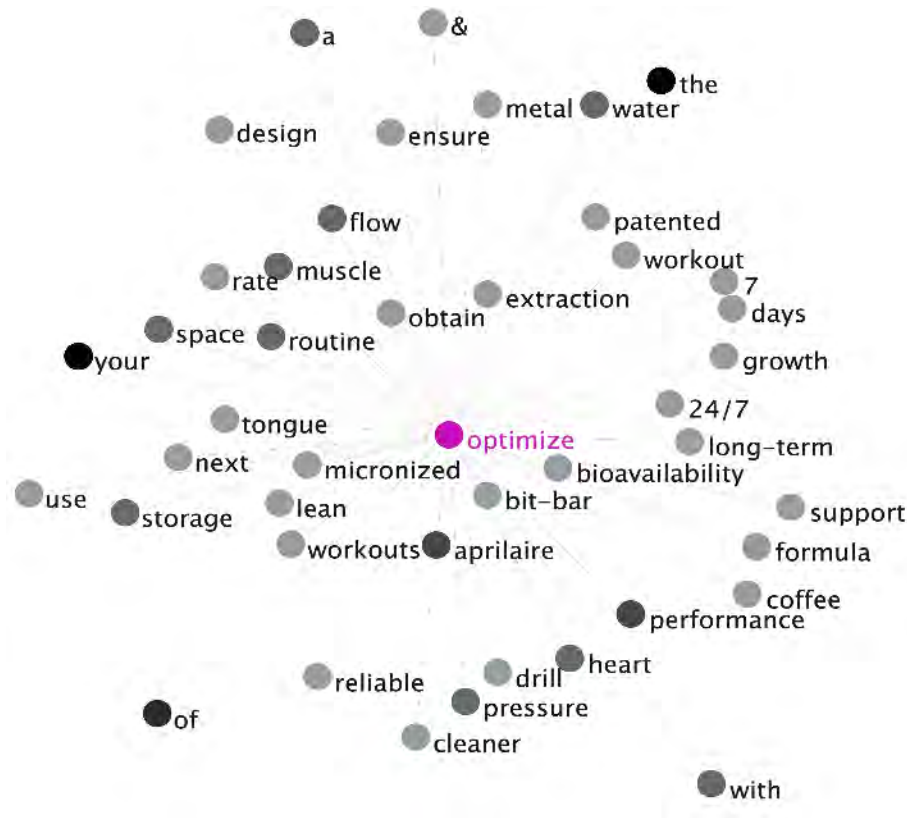 a
&
the
metal
water
design
ensure
flow
patented
workout
rate
muscle
7
extraction
days
obtain
space
routine
your
growth
24/7
tongue
optimize
long-term
next
micronized
bioavailability
use
storage
lean
bit-bar
support
workouts
aprilaire
formula
coffee
performance
heart
reliable
drill
pressure
of
cleaner
with